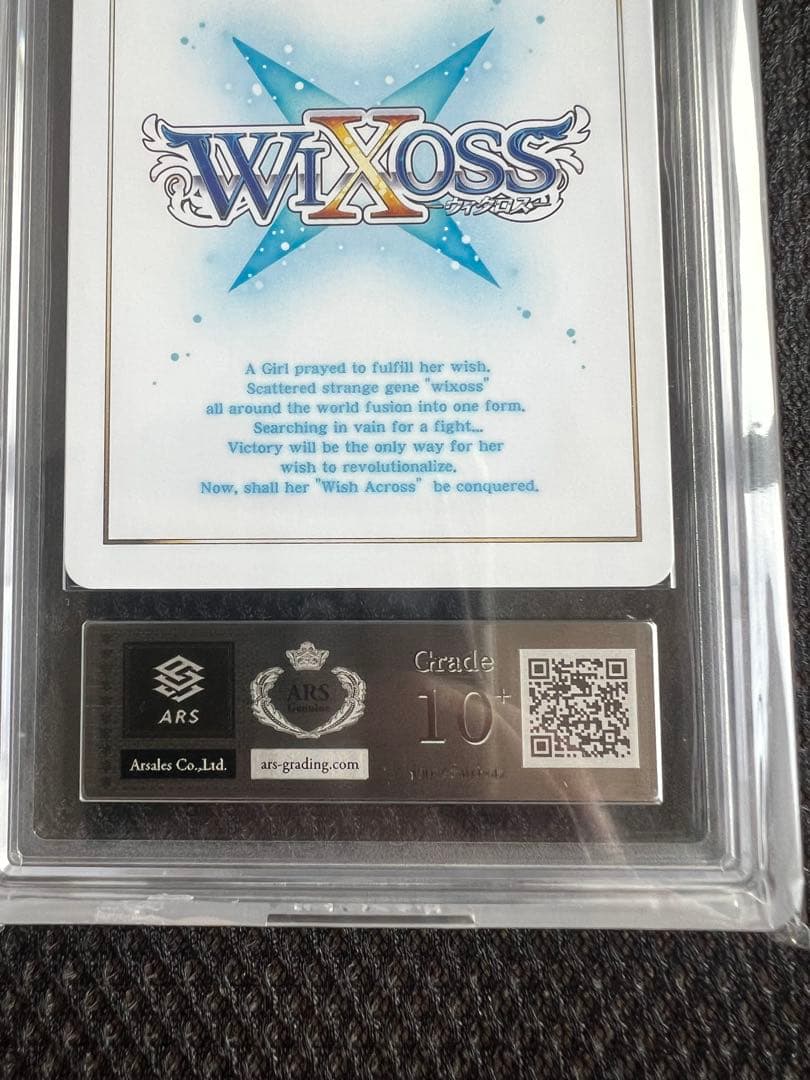 WIXOSS
ーウィクロスー
A Girl prayed to fulfill her wish.
Scattered strange gene "wixoss"
all around the world fusion into one form.
Searching in vain for a fight...
Victory will be the only way for her
wish to revolutionalize.
Now, shall her "Wish Across" be conquered.
ARS
Arsales Co.,Ltd.
ARS
Genuine
ars-grading.com
Grade
10+